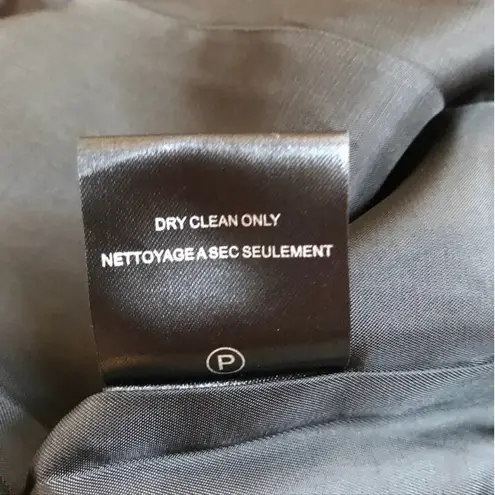 DRY CLEAN ONLY
NETTOYAGE A SEC SEULEMENT
P